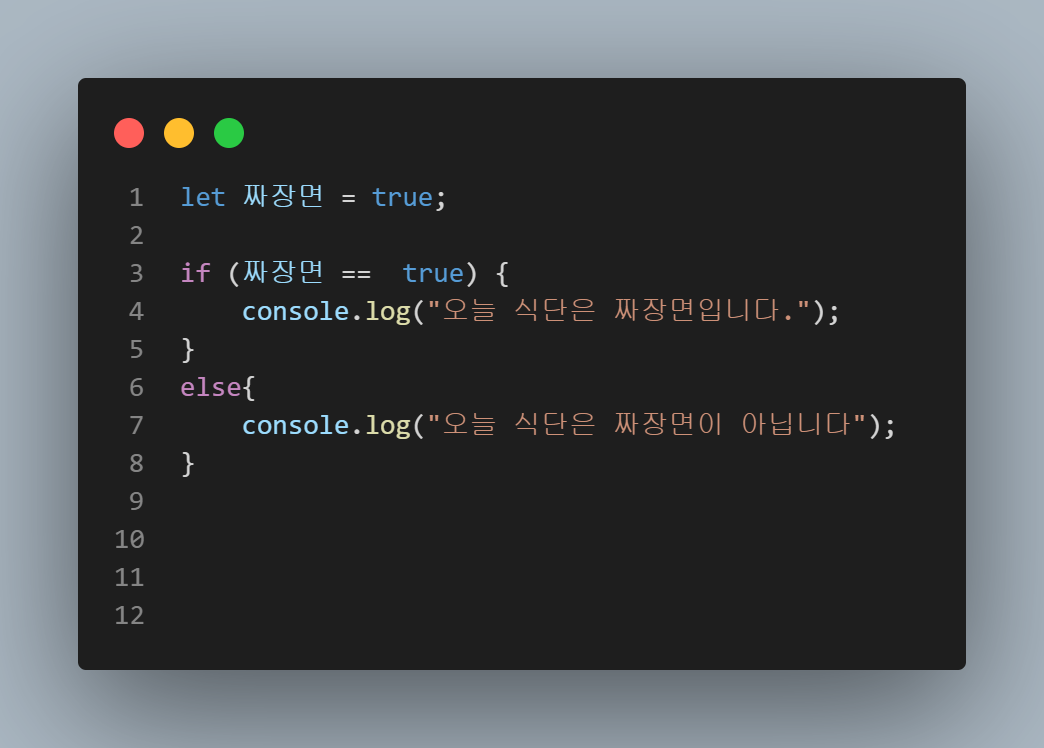 1 let 짜장면 = true;
2
3 if (짜장면 ==  true) {
4     console.log("오늘 식단은 짜장면입니다.");
5 }
6 else{
7     console.log("오늘 식단은 짜장면이 아닙니다");
8 }
9
10
11
12